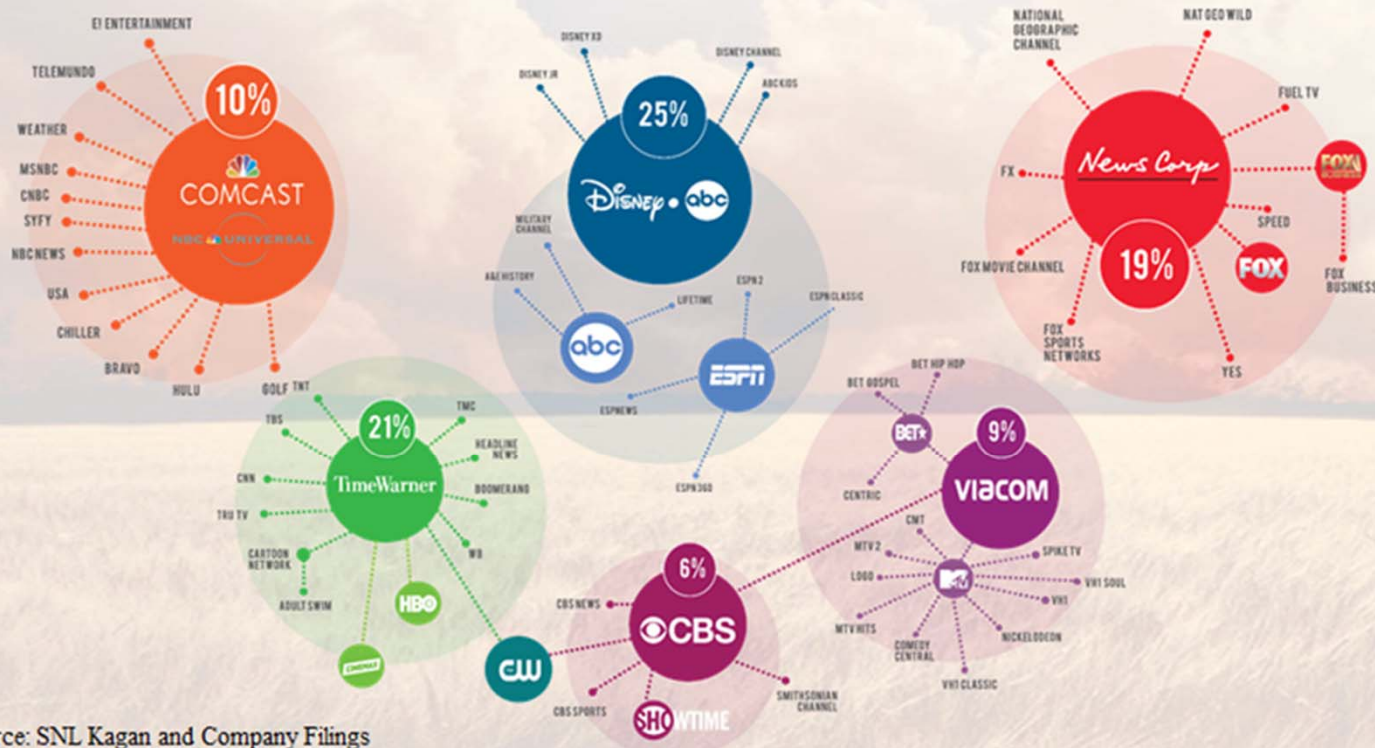 E! ENTERTAINMENT
TELEMUNDO
10%
WEATHER
MSNBC
CNBC
SYFY
NBC NEWS
USA
CHILLER
BRAVO
HULU
GOLF
COMCAST
NBC UNIVERSAL
DISNEY XD
DISNEY JR
DISNEY CHANNEL
ABC KIDS
25%
Disney • abc
MILITARY
CHANNEL
A&E HISTORY
LIFETIME
abc
ESPN 2
ESPN CLASSIC
ESPN
ESPNEWS
ESPN 360
NATIONAL
GEOGRAPHIC
CHANNEL
NAT GEO WILD
FUEL TV
FX
News Corp
SPEED
FOX MOVIE CHANNEL
19%
FOX
FOX
BUSINESS
FOX
BUSINESS
FOX
SPORTS
NETWORKS
YES
TNT
TBS
21%
TMC
HEADLINE
NEWS
CNN
TimeWarner
BOOMERANG
TRU TV
WB
CARTOON
NETWORK
ADULT SWIM
HBO
CINEMAX
CW
6%
CBS NEWS
CBS
CBS SPORTS
SHOWTIME
SMITHSONIAN
CHANNEL
BET HIP HOP
BET GOSPEL
BET
9%
CENTRIC
VIACOM
CMT
MTV 2
SPIKE TV
LOGO
MTV
VH1 SOUL
VH1
MTV HITS
COMEDY
CENTRAL
NICKELODEON
VH1 CLASSIC
rce: SNL Kagan and Company Filings